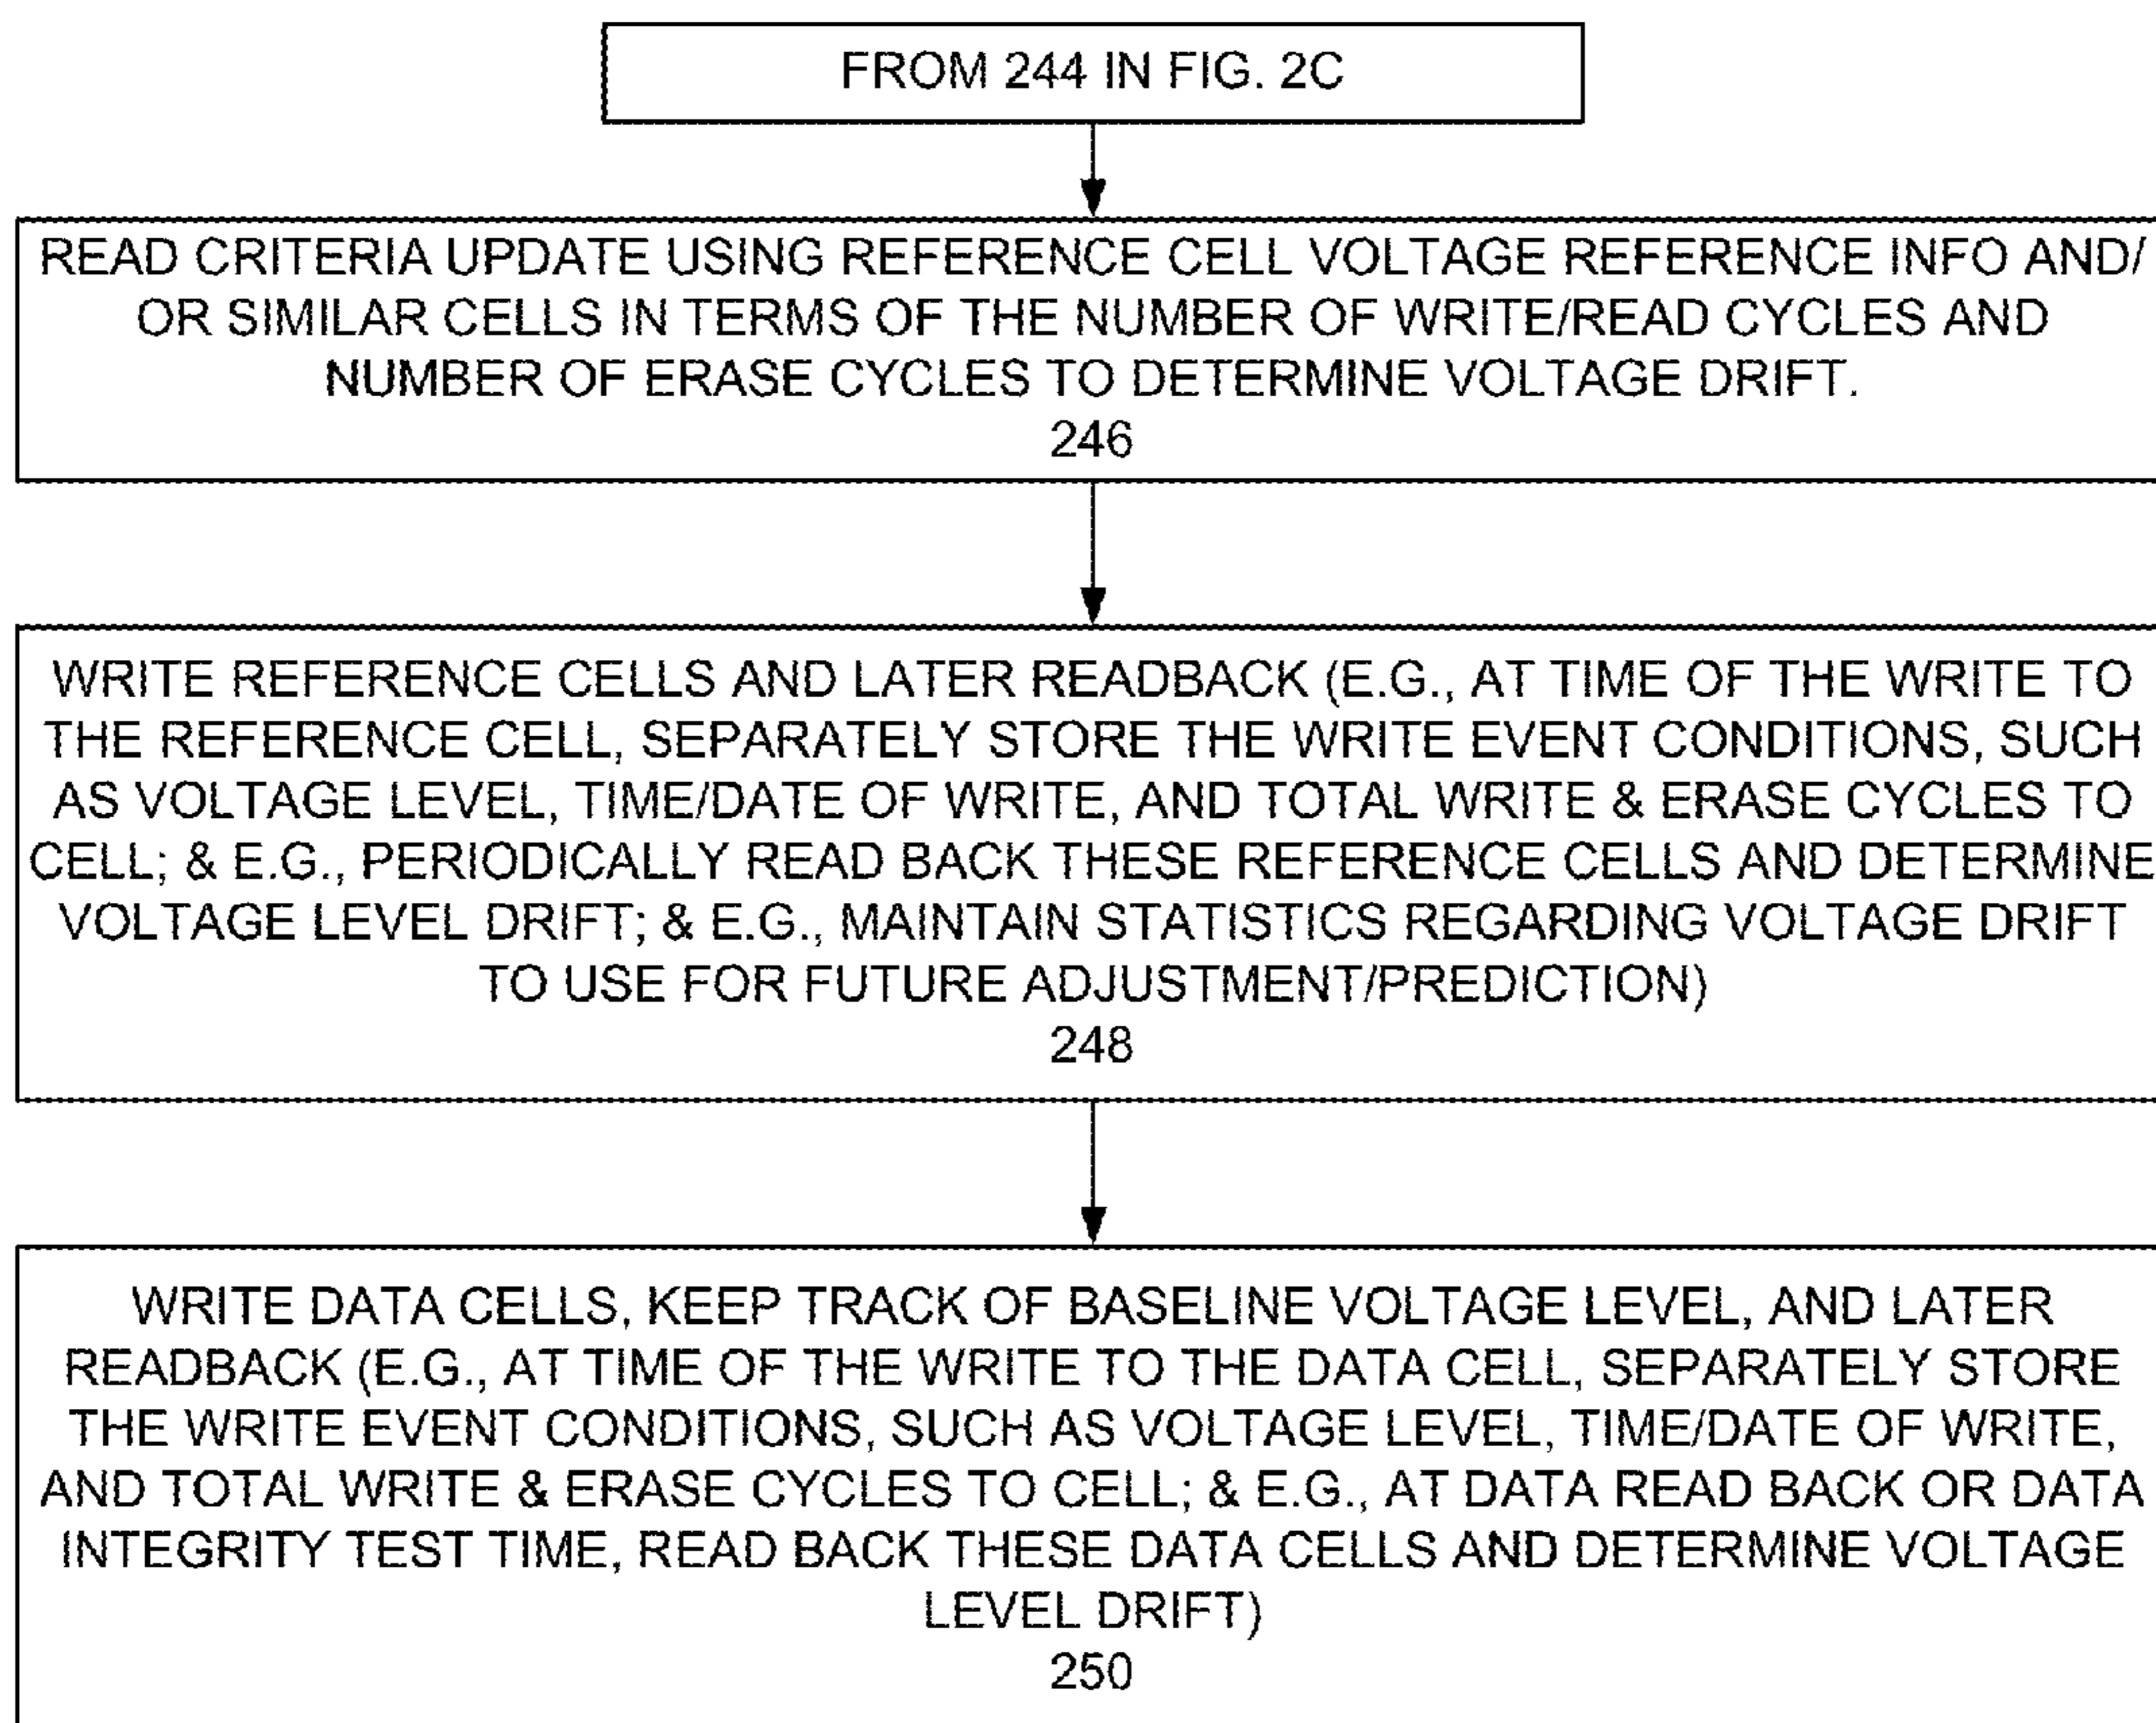 FROM 244 IN FIG. 2C
READ CRITERIA UPDATE USING REFERENCE CELL VOLTAGE REFERENCE INFO AND/
OR SIMILAR CELLS IN TERMS OF THE NUMBER OF WRITE/READ CYCLES AND
NUMBER OF ERASE CYCLES TO DETERMINE VOLTAGE DRIFT.
246
WRITE REFERENCE CELLS AND LATER READBACK (E.G., AT TIME OF THE WRITE TO
THE REFERENCE CELL, SEPARATELY STORE THE WRITE EVENT CONDITIONS, SUCH
AS VOLTAGE LEVEL, TIME/DATE OF WRITE, AND TOTAL WRITE & ERASE CYCLES TO
CELL; & E.G., PERIODICALLY READ BACK THESE REFERENCE CELLS AND DETERMINE
VOLTAGE LEVEL DRIFT; & E.G., MAINTAIN STATISTICS REGARDING VOLTAGE DRIFT
TO USE FOR FUTURE ADJUSTMENT/PREDICTION)
248
WRITE DATA CELLS, KEEP TRACK OF BASELINE VOLTAGE LEVEL, AND LATER
READBACK (E.G., AT TIME OF THE WRITE TO THE DATA CELL, SEPARATELY STORE
THE WRITE EVENT CONDITIONS, SUCH AS VOLTAGE LEVEL, TIME/DATE OF WRITE,
AND TOTAL WRITE & ERASE CYCLES TO CELL; & E.G., AT DATA READ BACK OR DATA
INTEGRITY TEST TIME, READ BACK THESE DATA CELLS AND DETERMINE VOLTAGE
LEVEL DRIFT)
250